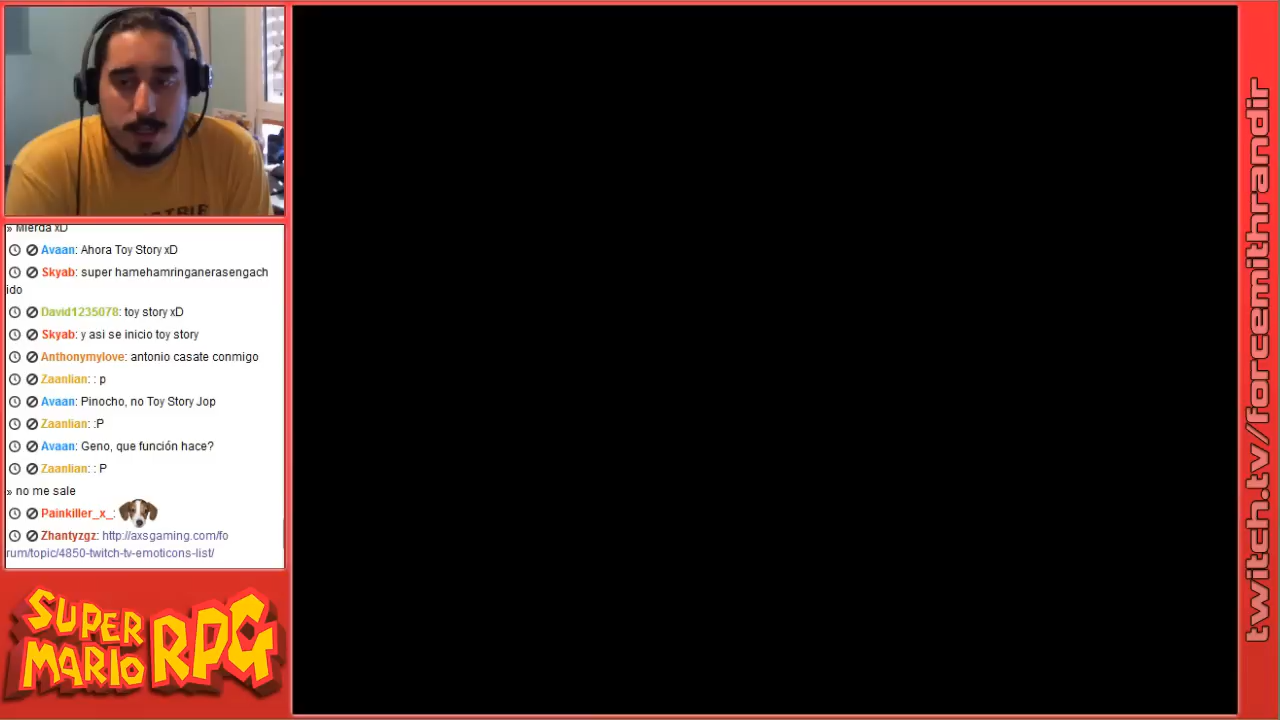 » Mierda xD
Avaan: Ahora Toy Story xD
Skyab: super hamehamringanerasengach
ido
David1235078: toy story xD
Skyab: y asi se inicio toy story
Anthonymylove: antonio casate conmigo
Zaanlian: : p
Avaan: Pinocho, no Toy Story Jop
Zaanlian: :P
Avaan: Geno, que función hace?
Zaanlian: : P
» no me sale
Painkiller_x_:
Zhantyzgz: http://axsgaming.com/fo
rum/topic/4850-twitch-tv-emoticons-list/
SUPER
MARIO RPG
twitch.tv/forcemithrandir